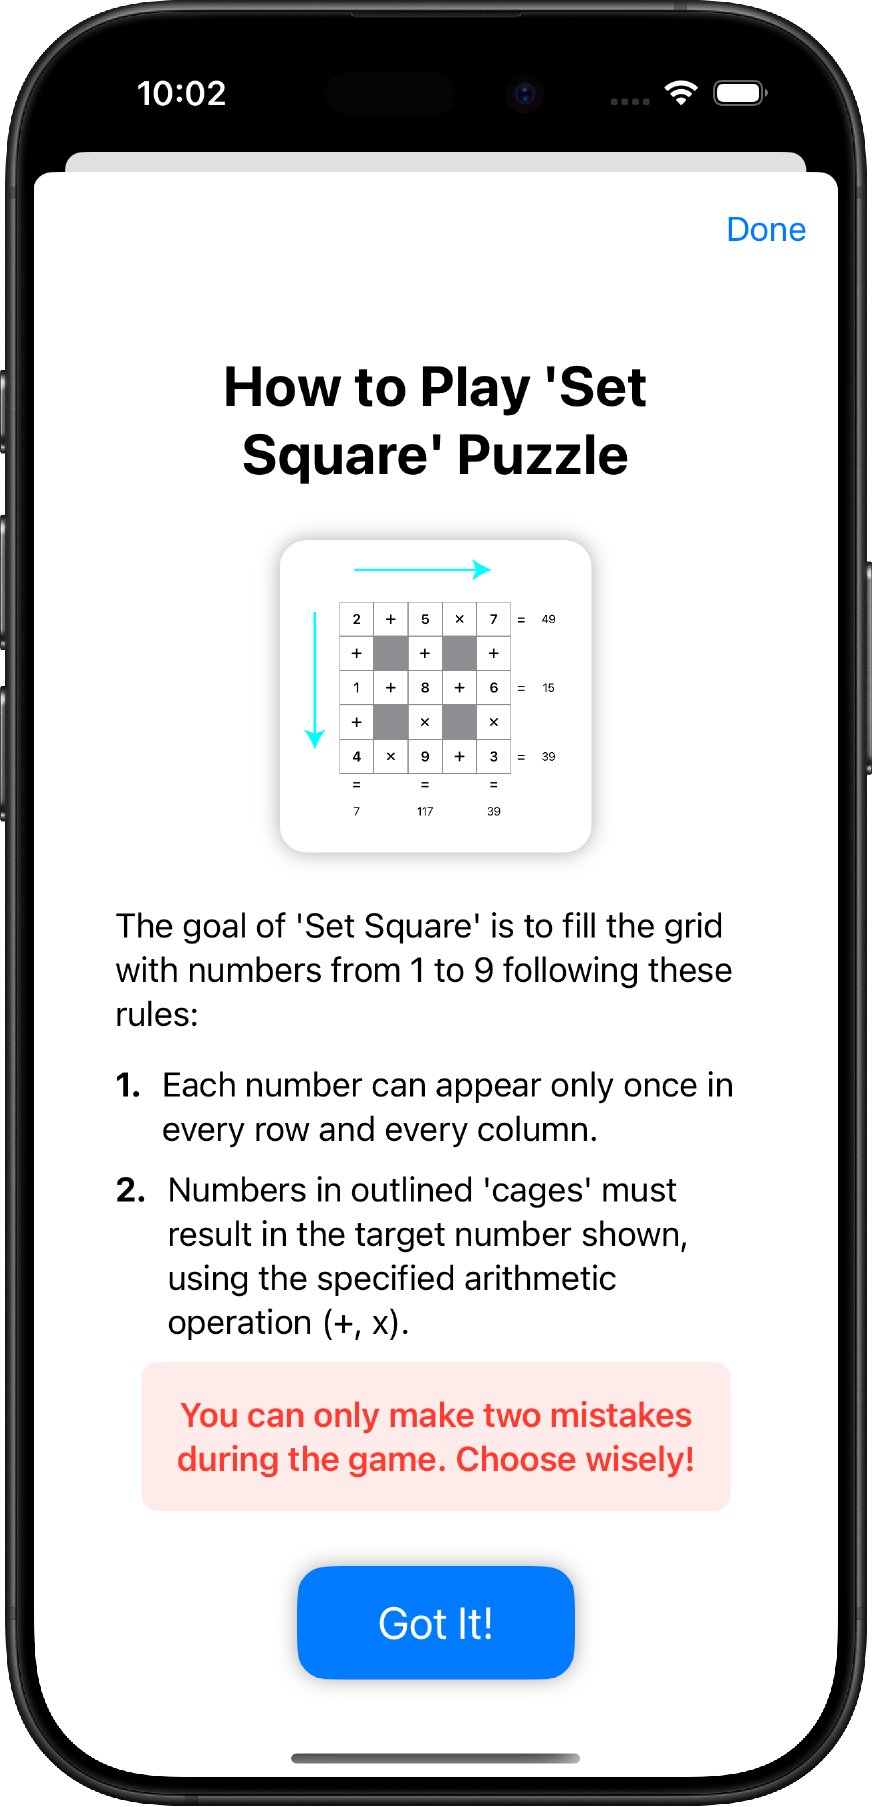 10:02
Done
How to Play 'Set
Square' Puzzle
2 + 5 × 7 = 49
+ + +
1 + 8 + 6 = 15
+ × ×
4 × 9 + 3 = 39
= = =
7 117 39
The goal of 'Set Square' is to fill the grid
with numbers from 1 to 9 following these
rules:
1. Each number can appear only once in
every row and every column.
2. Numbers in outlined 'cages' must
result in the target number shown,
using the specified arithmetic
operation (+, x).
You can only make two mistakes
during the game. Choose wisely!
Got It!